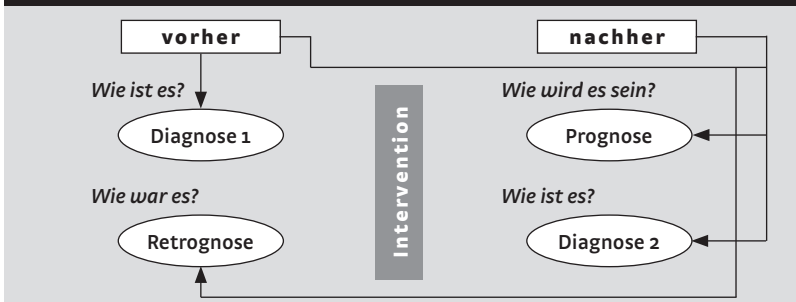 vorher
nachher
Wie ist es?
Wie wird es sein?
Diagnose 1
Prognose
Intervention
Wie war es?
Wie ist es?
Retrognose
Diagnose 2